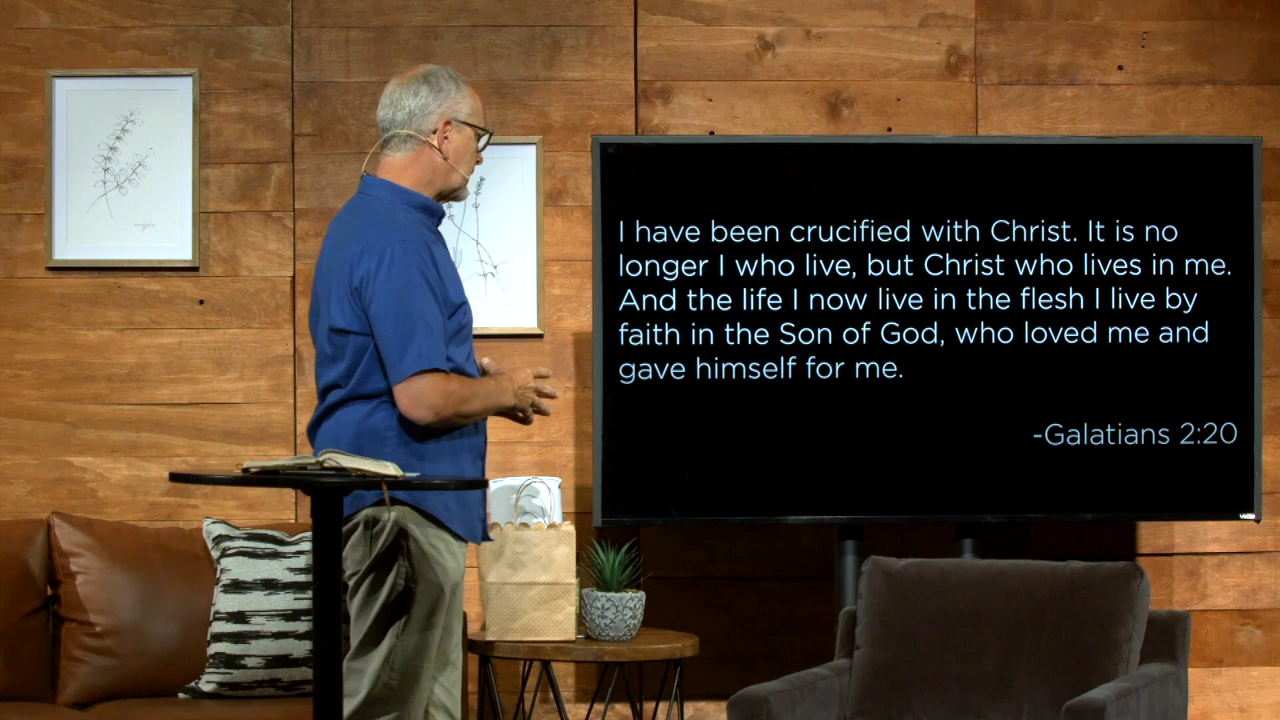 I have been crucified with Christ. It is no
longer I who live, but Christ who lives in me.
And the life I now live in the flesh I live by
faith in the Son of God, who loved me and
gave himself for me.
-Galatians 2:20